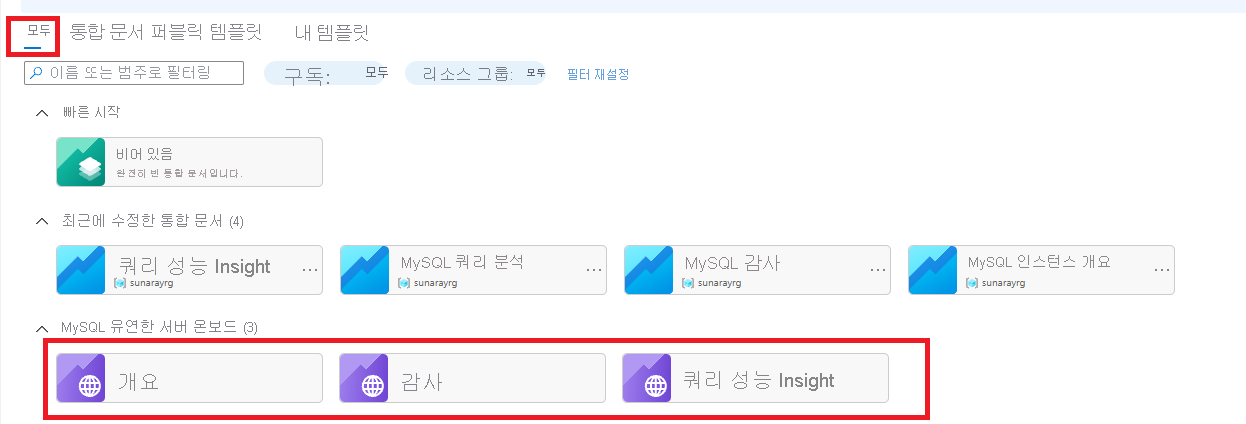 모두 통합 문서 퍼블릭 템플릿 내 템플릿
이름 또는 범주로 필터링 구독: 모두 리소스 그룹: 모두 필터 재설정
빠른 시작
비어 있음
완전히 빈 통합 문서입니다.
최근에 수정한 통합 문서 (4)
쿼리 성능 Insight ... MySQL 쿼리 분석 ... MySQL 감사 ... MySQL 인스턴스 개요 ...
sunarayrg sunarayrg sunarayrg sunarayrg
MySQL 유연한 서버 온보드 (3)
개요 감사 쿼리 성능 Insight